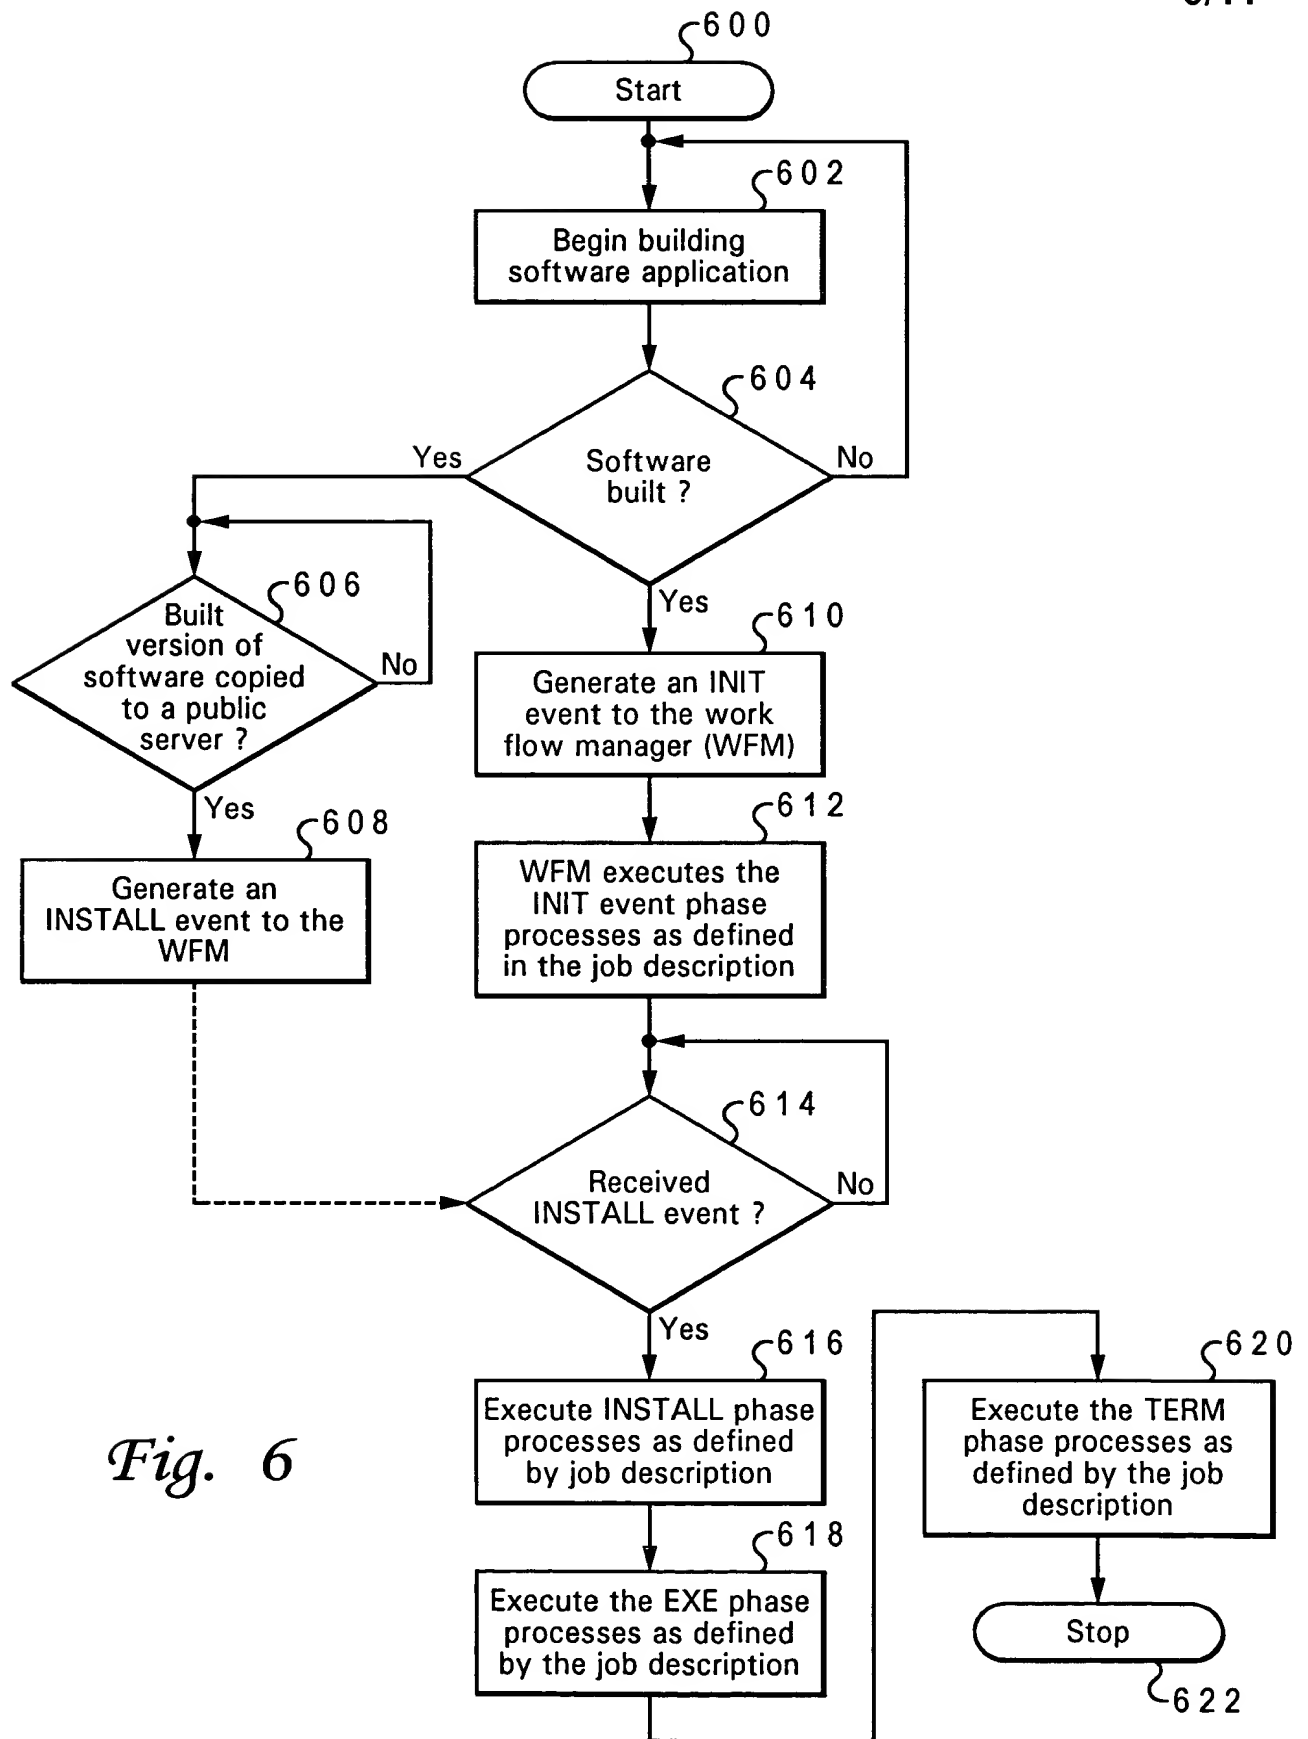 600
Start
602
Begin building
software application
604
Software
built ?
Yes
No
606
Built
version of
software copied
to a public
server ?
No
Yes
608
Generate an
INSTALL event to the
WFM
Yes
610
Generate an INIT
event to the work
flow manager (WFM)
612
WFM executes the
INIT event phase
processes as defined
in the job description
614
Received
INSTALL event ?
No
Yes
616
Execute INSTALL phase
processes as defined
by job description
618
Execute the EXE phase
processes as defined
by the job description
620
Execute the TERM
phase processes as
defined by the job
description
Stop
622
Fig. 6